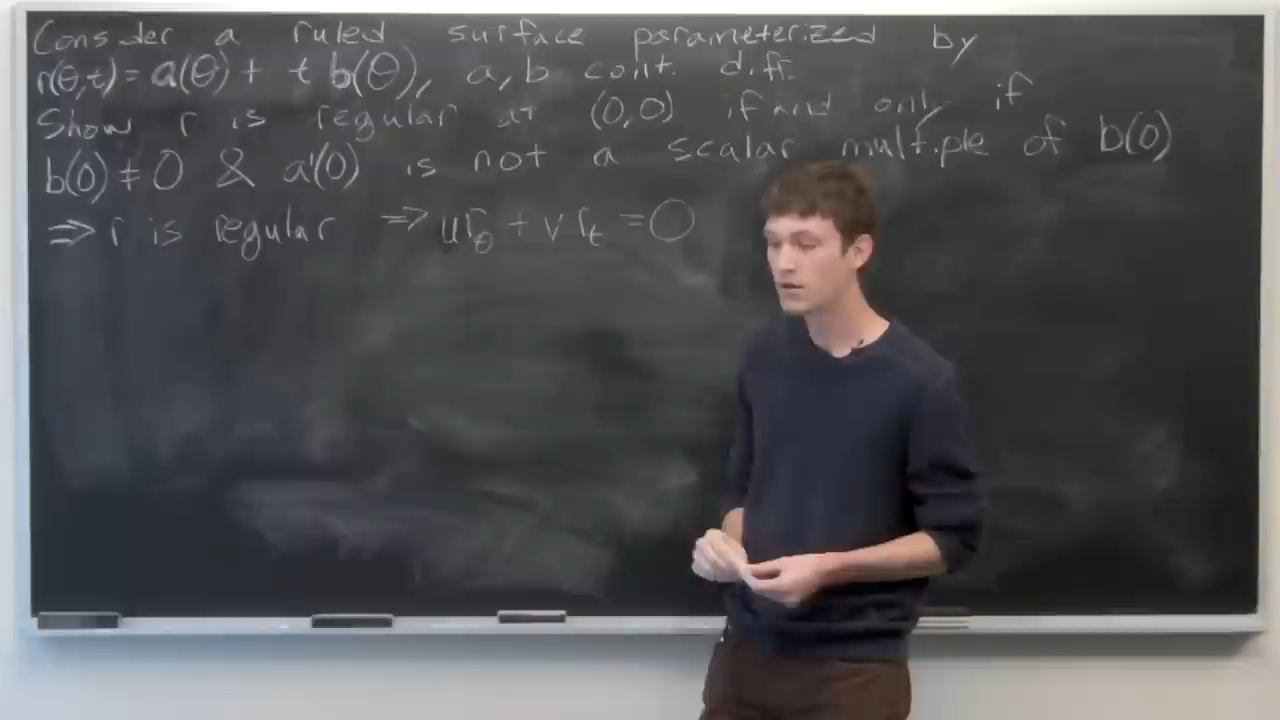 Consider a ruled surface parameterized by
r(θ,t) = a(θ) + t b(θ), a, b cont. diff.
Show r is regular at (0,0) if and only if
b(0) ≠ 0 & a'(0) is not a scalar multiple of b(0)
⇒ r is regular ⇒ u r_θ + v r_t = 0